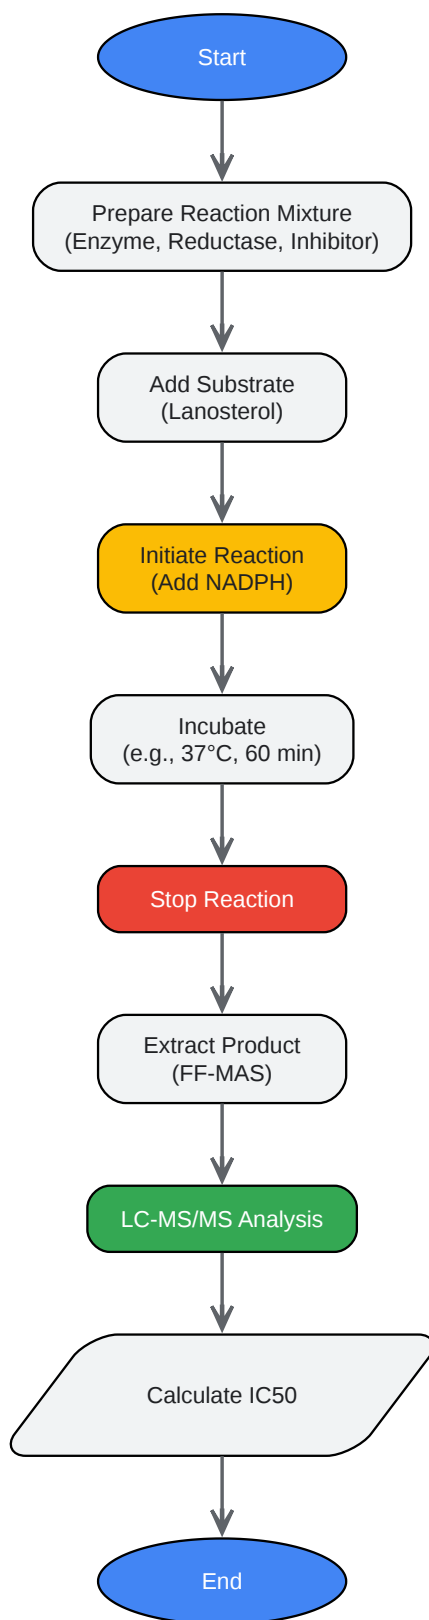 Start
Prepare Reaction Mixture
(Enzyme, Reductase, Inhibitor)
Add Substrate
(Lanosterol)
Initiate Reaction
(Add NADPH)
Incubate
(e.g., 37°C, 60 min)
Stop Reaction
Extract Product
(FF-MAS)
LC-MS/MS Analysis
Calculate IC50
End